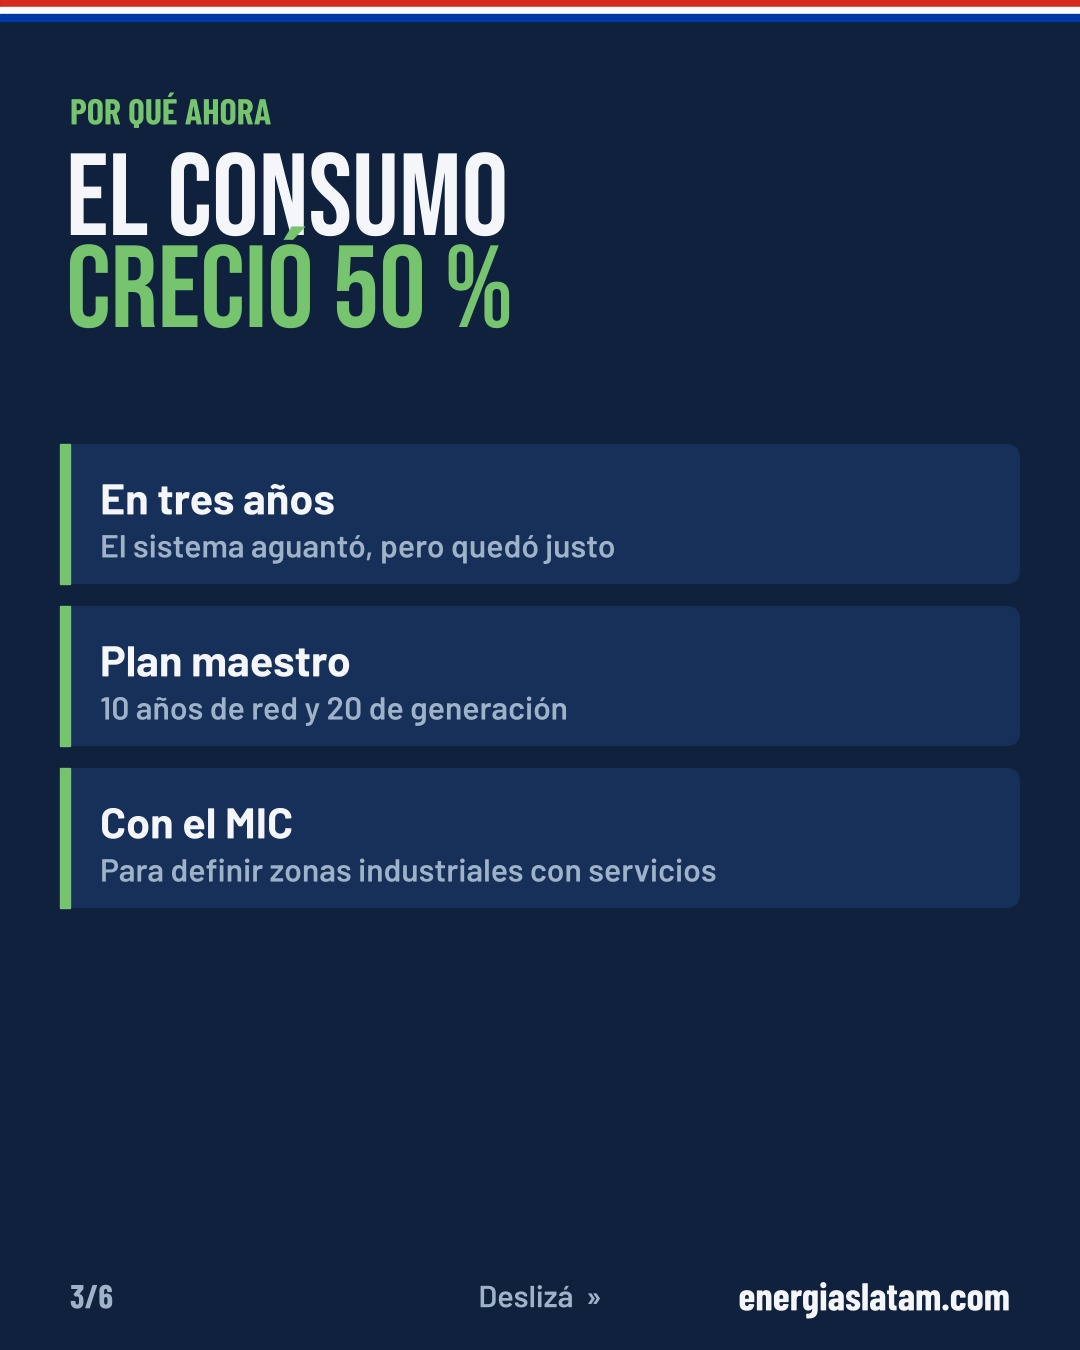 POR QUÉ AHORA
EL CONSUMO
CRECIÓ 50 %
En tres años
El sistema aguantó, pero quedó justo
Plan maestro
10 años de red y 20 de generación
Con el MIC
Para definir zonas industriales con servicios
3/6
Deslizá »
energiaslatam.com